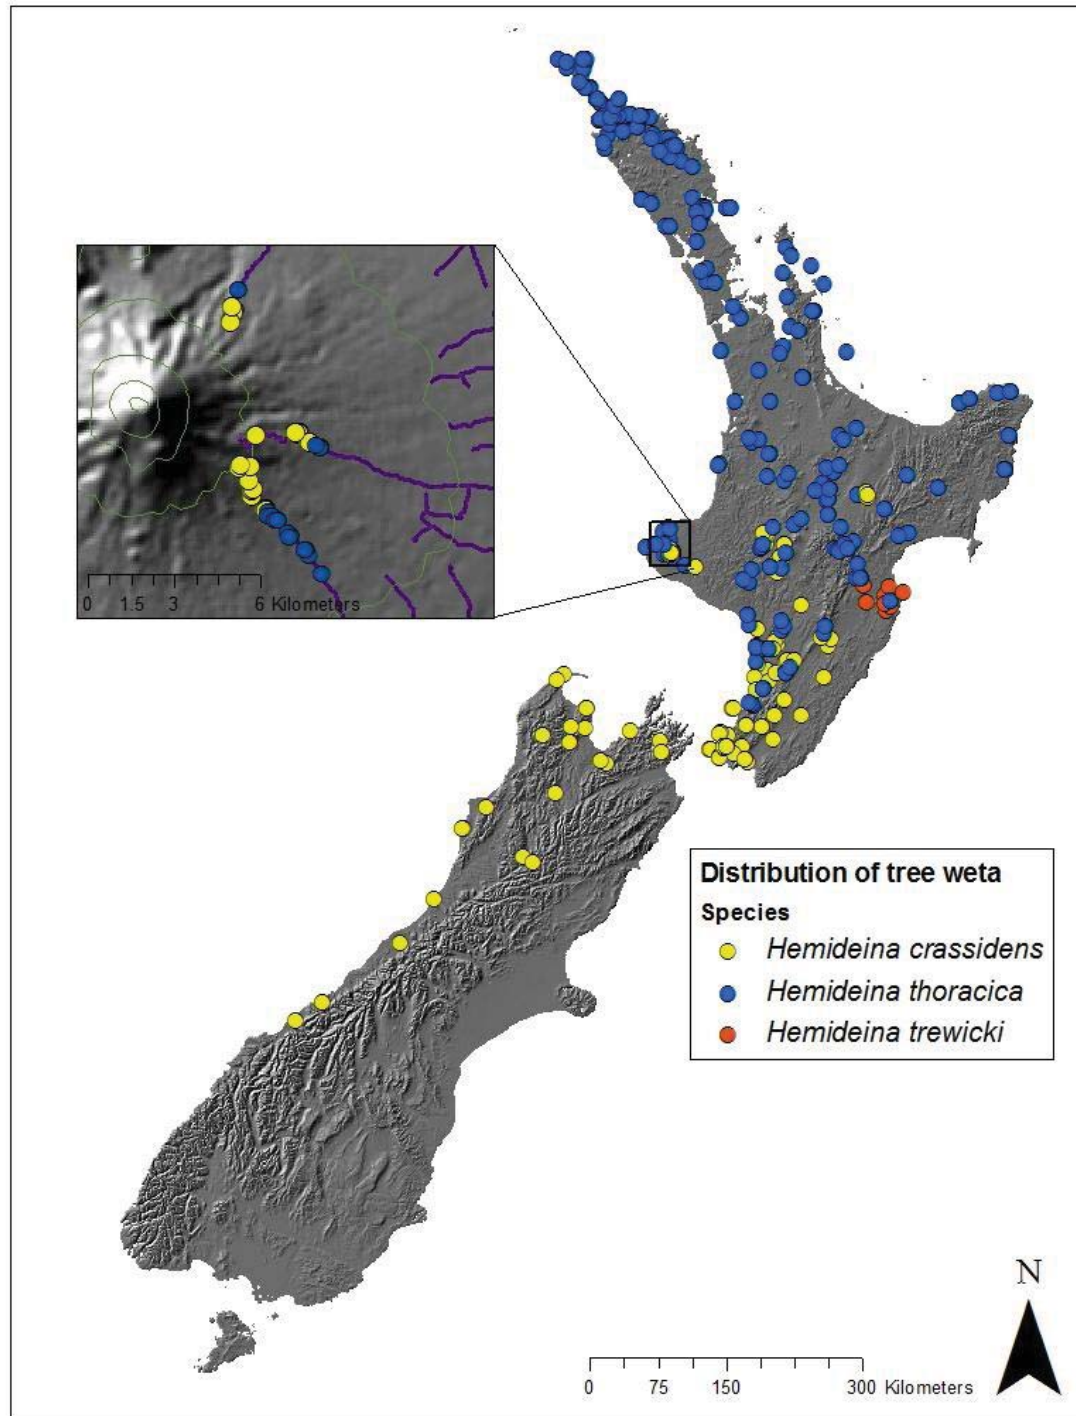 0 1.5 3 6 Kilometers
Distribution of tree weta
Species
Hemideina crassidens
Hemideina thoracica
Hemideina trewicki
N
0 75 150 300 Kilometers